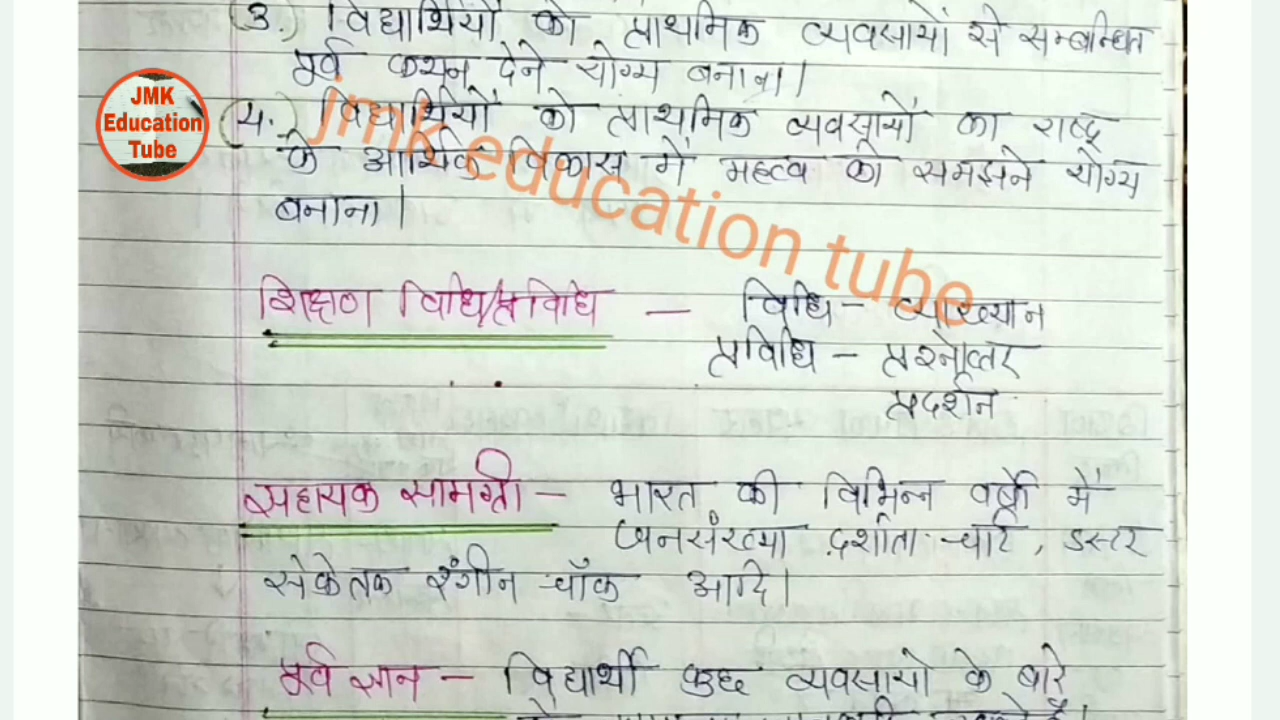 (3.) विद्यार्थियों को प्राथमिक व्यवसायों से सम्बन्धित
पूर्व कथन देने योग्य बनाना।
(4.) विद्यार्थियों को प्राथमिक व्यवसायों का राष्ट्र
के आर्थिक विकास में महत्व को समझने योग्य
बनाना।
JMK
Education
Tube
jmk education tube
शिक्षण विधि/प्रविधि — विधि - व्याख्यान
प्रविधि - प्रश्नोत्तर
प्रदर्शन
सहायक सामग्री - भारत की विभिन्न वर्षों में
जनसंख्या दर्शाता चार्ट, डस्टर
संकेतक रंगीन चॉक आदि।
पूर्व ज्ञान - विद्यार्थी कुछ व्यवसायो के बारे